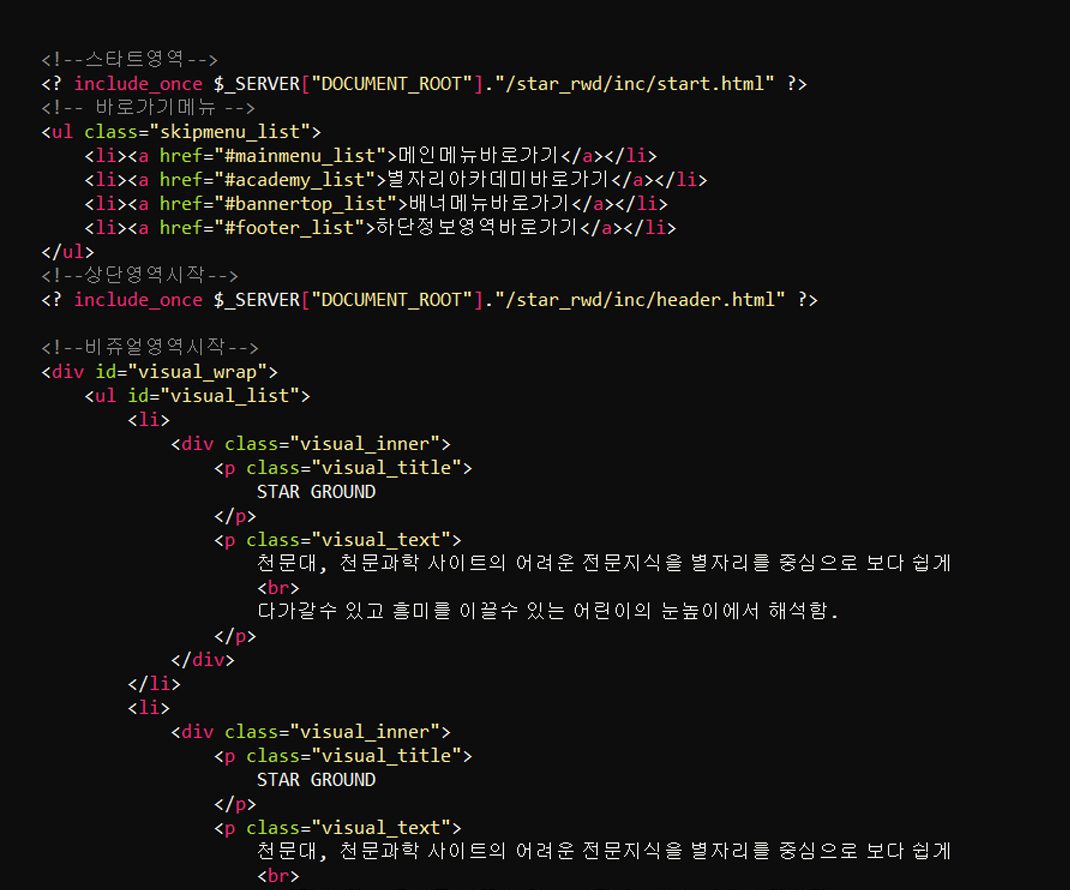 <!--스타트영역-->
<? include_once $_SERVER["DOCUMENT_ROOT"]."/star_rwd/inc/start.html" ?>
<!-- 바로가기메뉴 -->
<ul class="skipmenu_list">
<li><a href="#mainmenu_list">메인메뉴바로가기</a></li>
<li><a href="#academy_list">별자리아카데미바로가기</a></li>
<li><a href="#bannertop_list">배너메뉴바로가기</a></li>
<li><a href="#footer_list">하단정보영역바로가기</a></li>
</ul>
<!--상단영역시작-->
<? include_once $_SERVER["DOCUMENT_ROOT"]."/star_rwd/inc/header.html" ?>
<!--비쥬얼영역시작-->
<div id="visual_wrap">
<ul id="visual_list">
<li>
<div class="visual_inner">
<p class="visual_title">
STAR GROUND
</p>
<p class="visual_text">
천문대, 천문과학 사이트의 어려운 전문지식을 별자리를 중심으로 보다 쉽게
<br>
다가갈수 있고 흥미를 이끌수 있는 어린이의 눈높이에서 해석함.
</p>
</div>
</li>
<li>
<div class="visual_inner">
<p class="visual_title">
STAR GROUND
</p>
<p class="visual_text">
천문대, 천문과학 사이트의 어려운 전문지식을 별자리를 중심으로 보다 쉽게
<br>